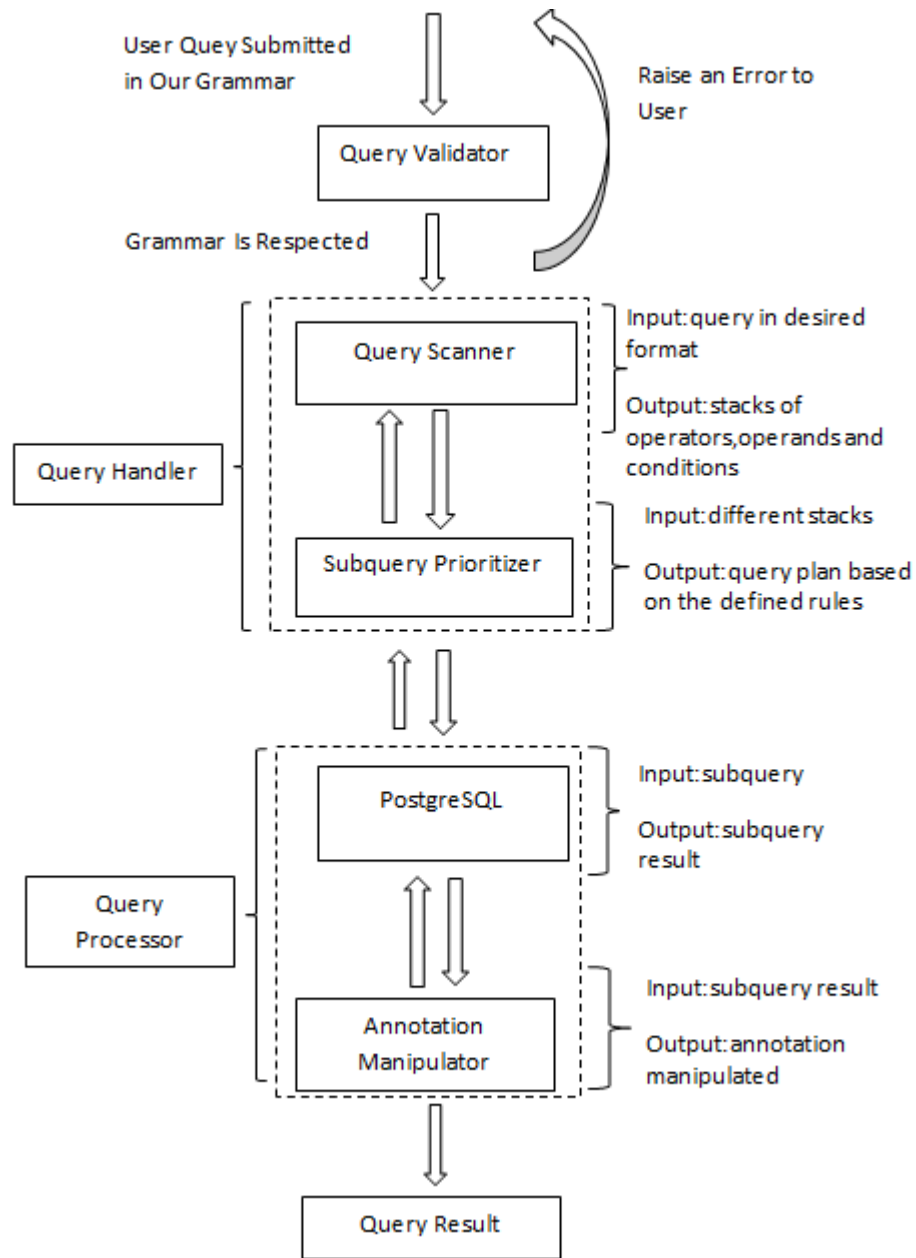 User Quey Submitted
in Our Grammar
Raise an Error to
User
Query Validator
Grammar Is Respected
Query Scanner
Input:query in desired
format
Output:stacks of
operators,operands and
conditions
Query Handler
Subquery Prioritizer
Input:different stacks
Output:query plan based
on the defined rules
PostgreSQL
Input:subquery
Output:subquery
result
Query
Processor
Annotation
Manipulator
Input:subquery result
Output:annotation
manipulated
Query Result